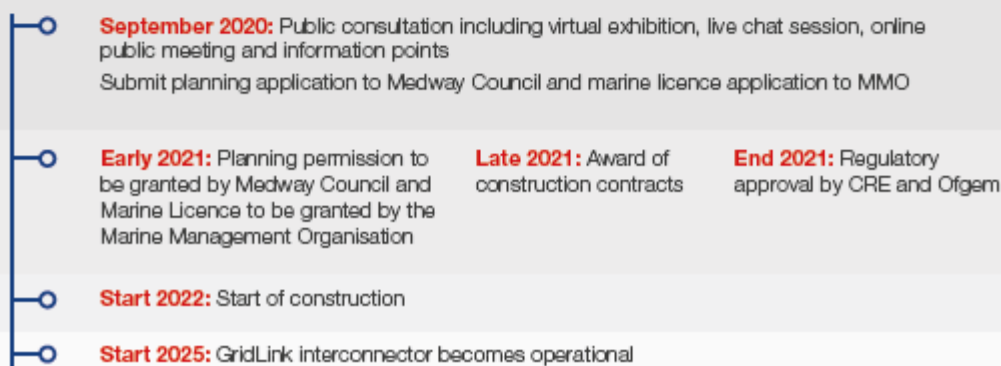 September 2020: Public consultation including virtual exhibition, live chat session, online
public meeting and information points
Submit planning application to Medway Council and marine licence application to MMO
Early 2021: Planning permission to
be granted by Medway Council and
Marine Licence to be granted by the
Marine Management Organisation
Late 2021: Award of
construction contracts
End 2021: Regulatory
approval by CRE and Ofgem
Start 2022: Start of construction
Start 2025: GridLink interconnector becomes operational